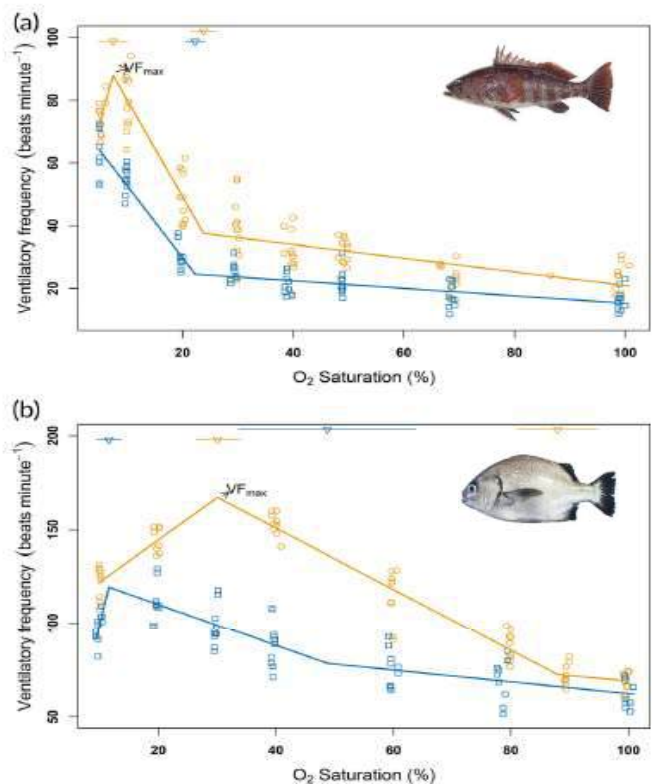 (a)
Ventilatory frequency (beats minute⁻¹)
100
80
60
40
20
VFmax
20 40 60 80 100
O₂ Saturation (%)
(b)
Ventilatory frequency (beats minute⁻¹)
200
150
100
50
VFmax
20 40 60 80 100
O₂ Saturation (%)